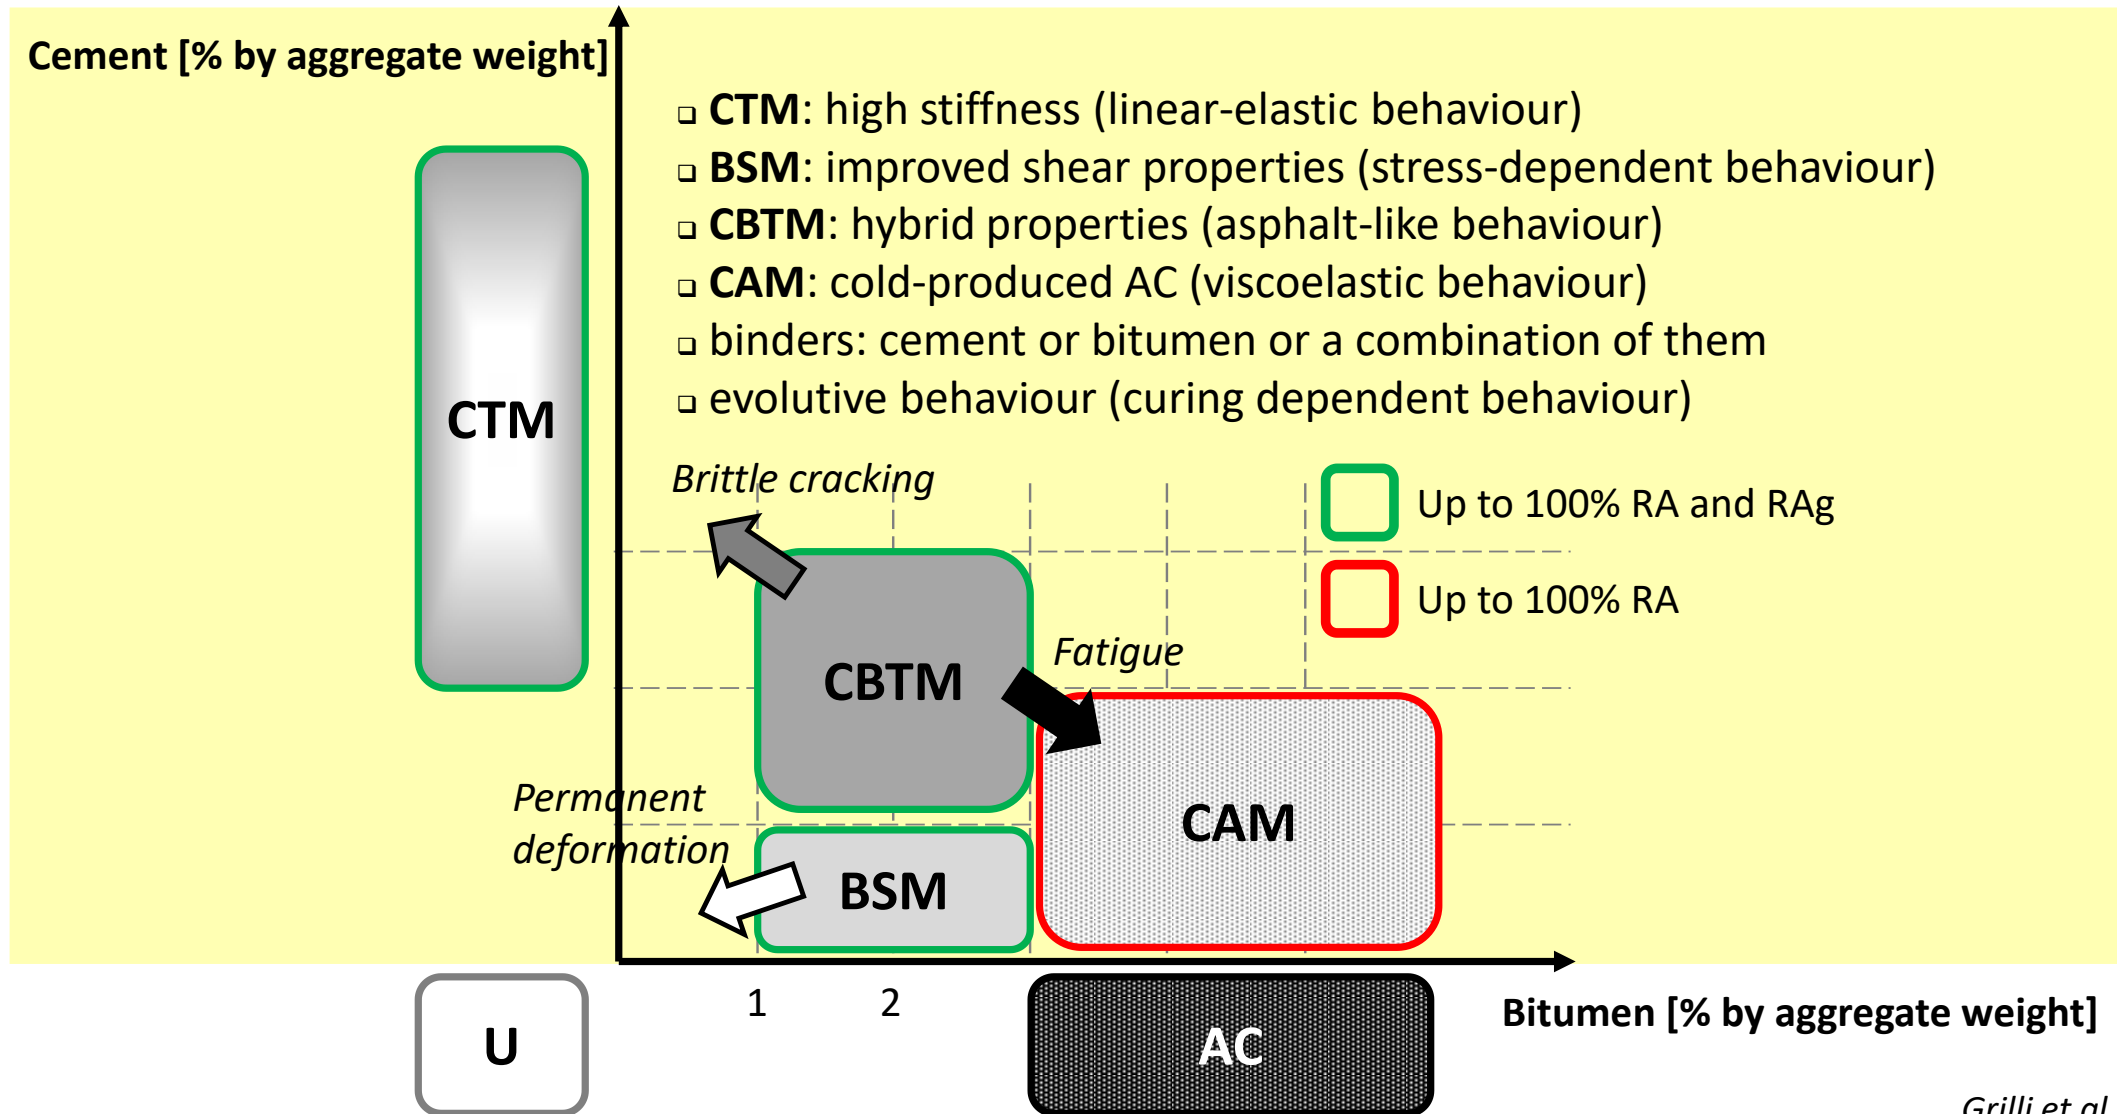 Cement [% by aggregate weight]
❑ CTM: high stiffness (linear-elastic behaviour)
❑ BSM: improved shear properties (stress-dependent behaviour)
❑ CBTM: hybrid properties (asphalt-like behaviour)
❑ CAM: cold-produced AC (viscoelastic behaviour)
❑ binders: cement or bitumen or a combination of them
❑ evolutive behaviour (curing dependent behaviour)
CTM
Brittle cracking
Up to 100% RA and RAg
Up to 100% RA
Fatigue
CBTM
Permanent
deformation
CAM
BSM
1
2
Bitumen [% by aggregate weight]
U
AC
Grilli et al